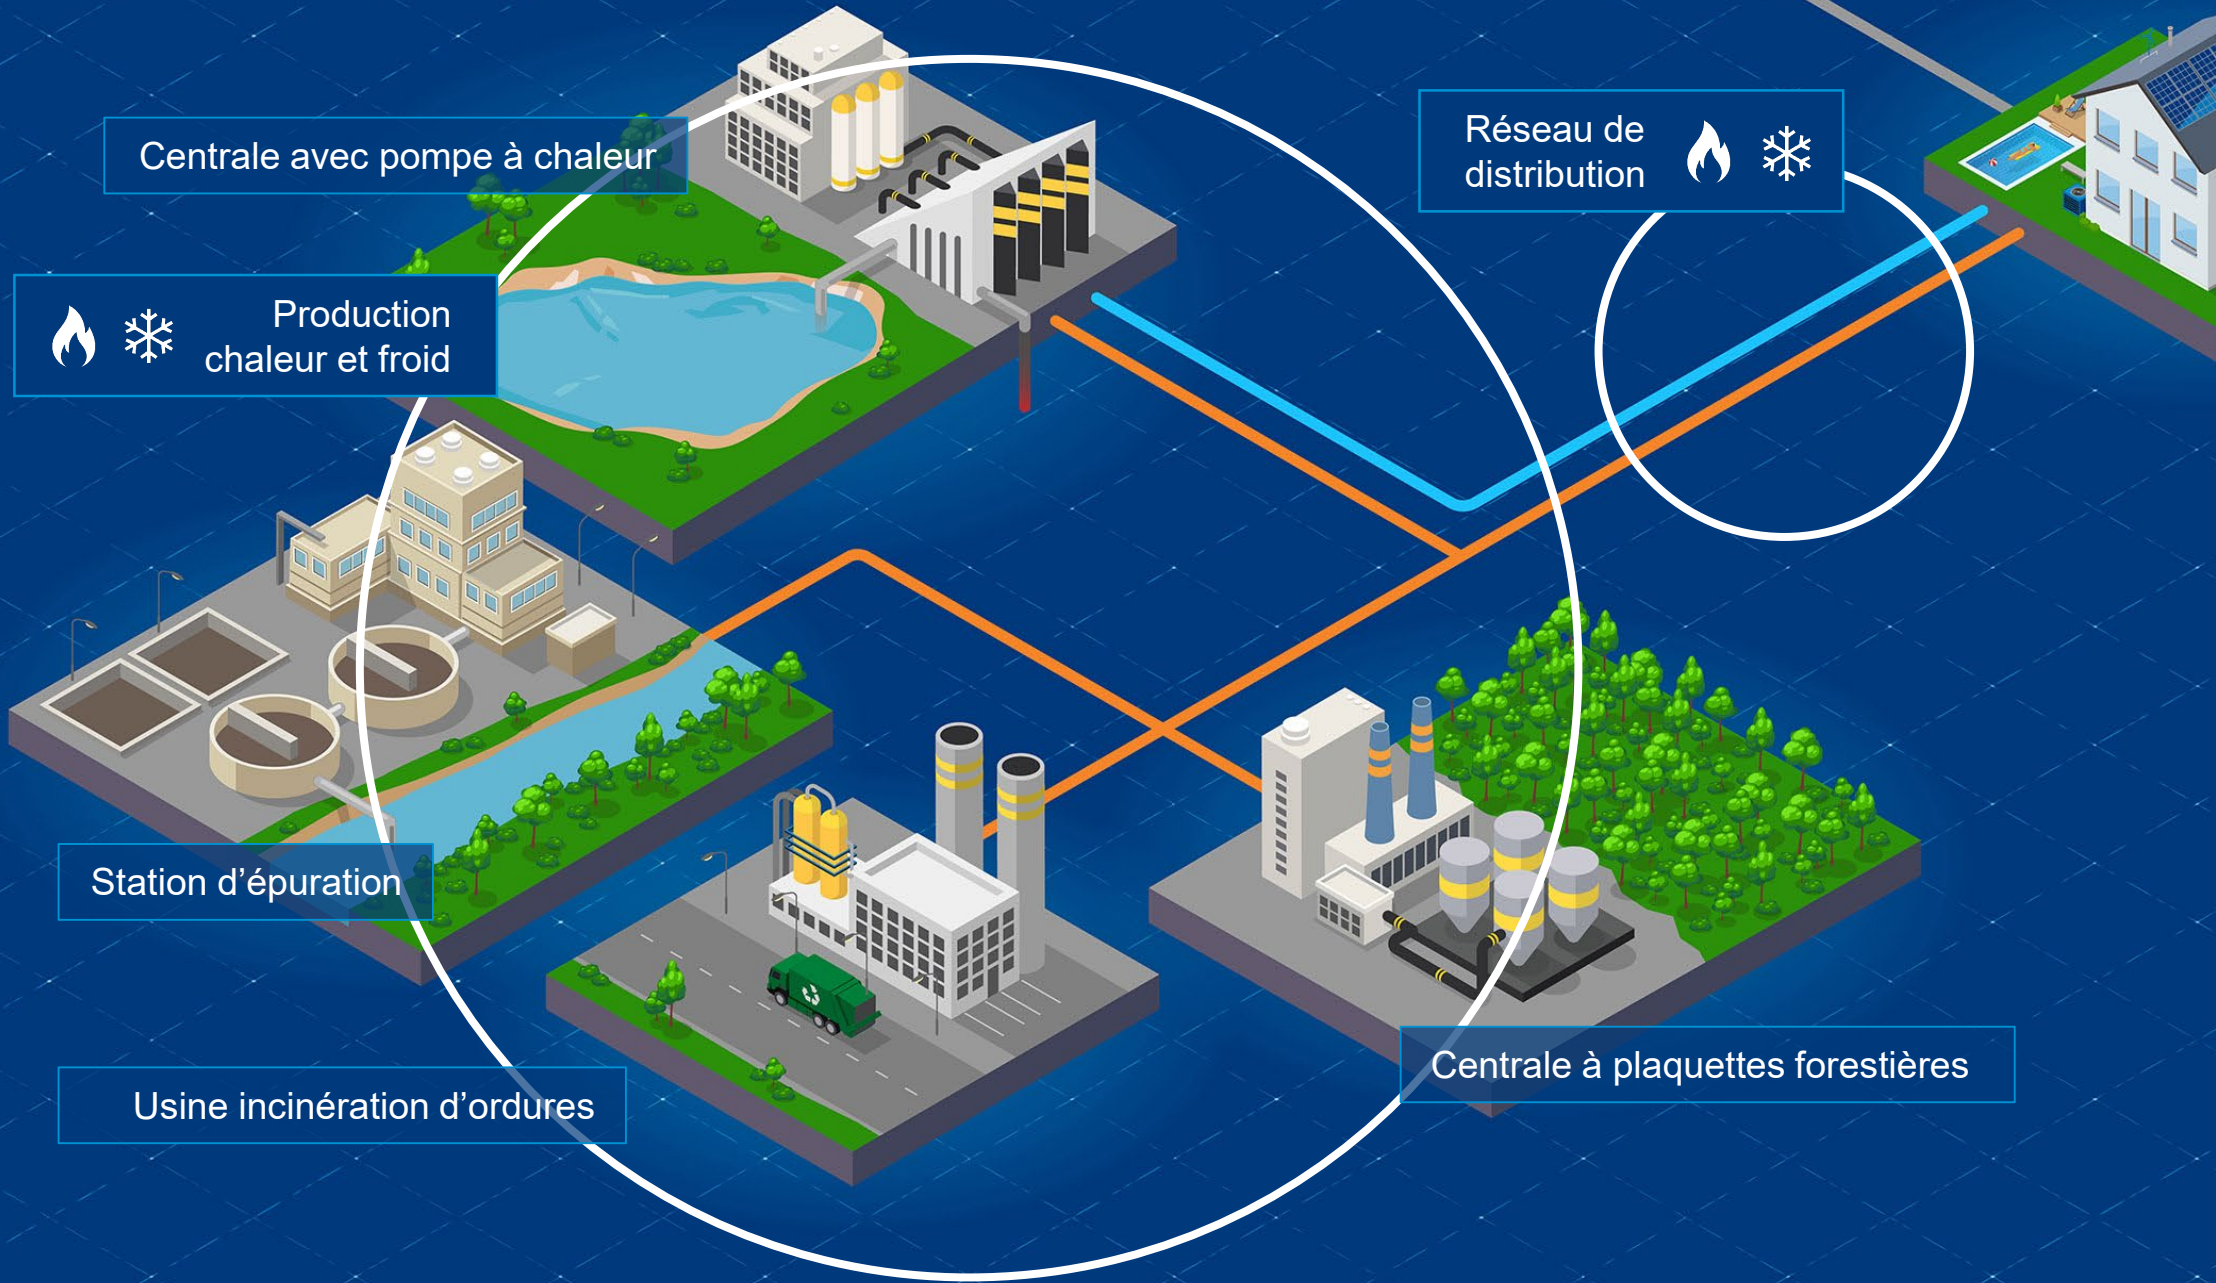 Centrale avec pompe à chaleur
Réseau de
distribution
Production
chaleur et froid
Station d’épuration
Usine incinération d’ordures
Centrale à plaquettes forestières